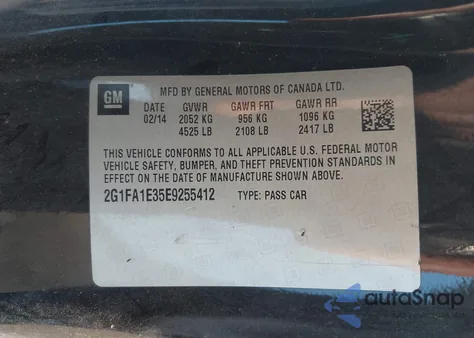 GM
MFD BY GENERAL MOTORS OF CANADA LTD.
DATE GVWR GAWR FRT GAWR RR
02/14 2052 KG 956 KG 1096 KG
4525 LB 2108 LB 2417 LB
THIS VEHICLE CONFORMS TO ALL APPLICABLE U.S. FEDERAL MOTOR
VEHICLE SAFETY, BUMPER, AND THEFT PREVENTION STANDARDS IN
EFFECT ON THE DATE OF MANUFACTURE SHOWN ABOVE.
2G1FA1E35E9255412 TYPE: PASS CAR
autoSnap